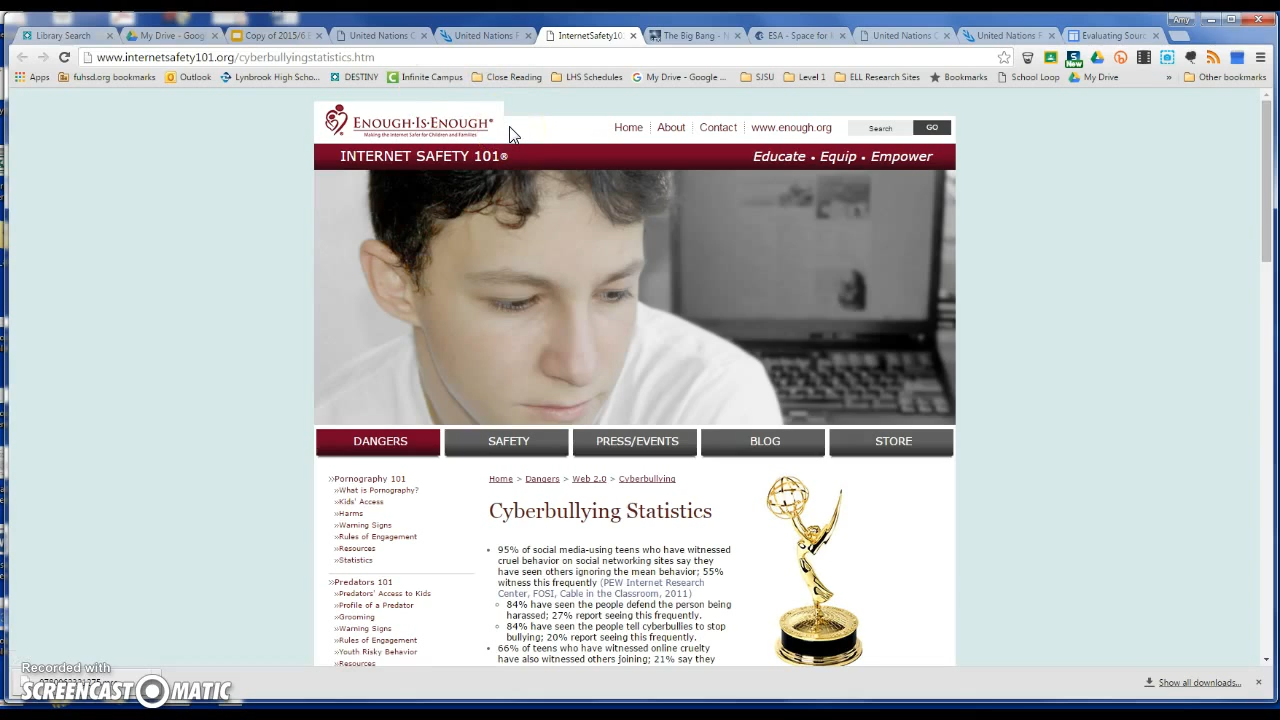 Amy
Library Search
My Drive - Goog
Copy of 2015/6
United Nations C
United Nations F
InternetSafety10
The Big Bang - N
ESA - Space for
United Nations C
United Nations F
Evaluating Sourc
www.internetsafety101.org/cyberbullyingstatistics.htm
Apps
fuhsd.org bookmarks
Outlook
Lynbrook High Scho...
DESTINY
Infinite Campus
Close Reading
LHS Schedules
My Drive - Google ...
SJSU
Level 1
ELL Research Sites
Bookmarks
School Loop
My Drive
»
Other bookmarks
ENOUGH·IS·ENOUGH®
Making the Internet Safer for Children and Families
Home
About
Contact
www.enough.org
Search
GO
INTERNET SAFETY 101®
Educate • Equip • Empower
DANGERS
SAFETY
PRESS/EVENTS
BLOG
STORE
»Pornography 101
»What is Pornography?
»Kids' Access
»Harms
»Warning Signs
»Rules of Engagement
»Resources
»Statistics
»Predators 101
»Predators' Access to Kids
»Profile of a Predator
»Grooming
»Warning Signs
»Rules of Engagement
»Youth Risky Behavior
»Resources
Home > Dangers > Web 2.0 > Cyberbullying
Cyberbullying Statistics
• 95% of social media-using teens who have witnessed
cruel behavior on social networking sites say they
have seen others ignoring the mean behavior; 55%
witness this frequently (PEW Internet Research
Center, FOSI, Cable in the Classroom, 2011)
84% have seen the people defend the person being
harassed; 27% report seeing this frequently.
84% have seen the people tell cyberbullies to stop
bullying; 20% report seeing this frequently.
• 66% of teens who have witnessed online cruelty
have also witnessed others joining; 21% say they
Show all downloads...
Recorded with
SCREENCAST MATIC